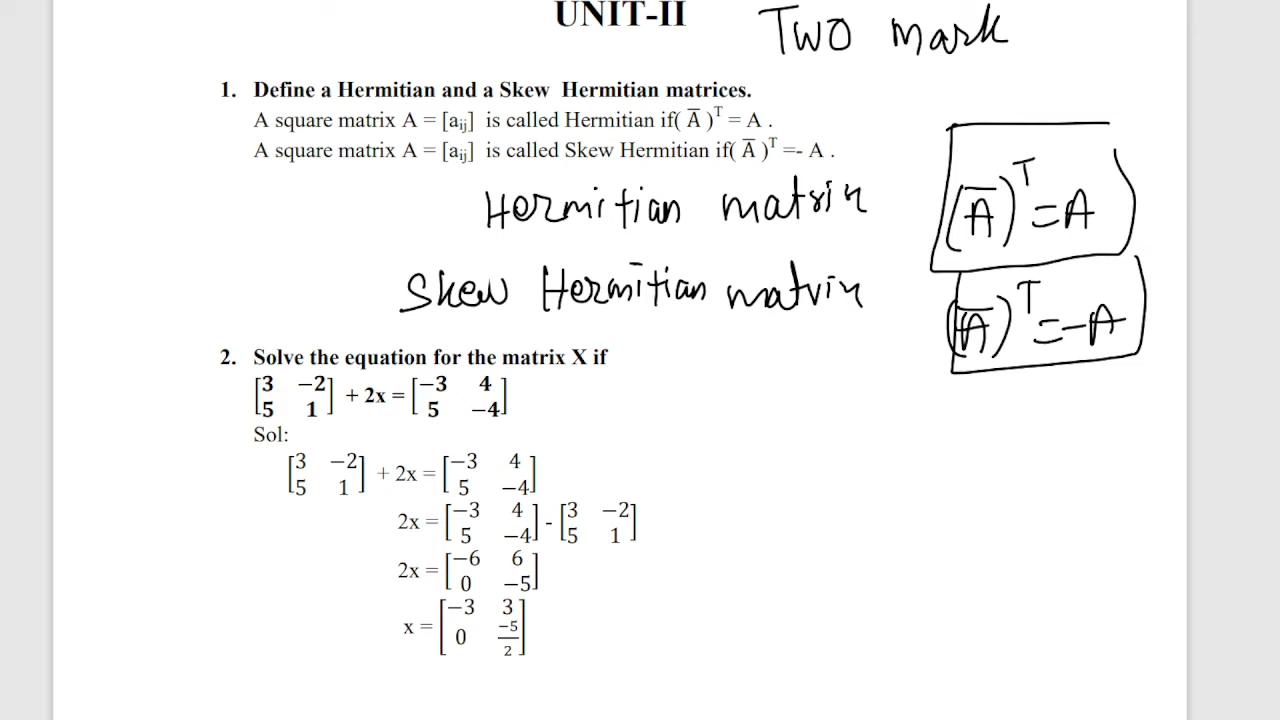 UNIT-II
Two mark
1. Define a Hermitian and a Skew Hermitian matrices.
A square matrix A = [aᵢⱼ] is called Hermitian if( A̅ )ᵀ = A .
A square matrix A = [aᵢⱼ] is called Skew Hermitian if( A̅ )ᵀ =- A .
Hermitian matrix
(A̅)ᵀ = A
Skew Hermitian matrix
(A̅)ᵀ = -A
2. Solve the equation for the matrix X if
[3 −2; 5 1] + 2x = [−3 4; 5 −4]
Sol:
[3 −2; 5 1] + 2x = [−3 4; 5 −4]
2x = [−3 4; 5 −4] - [3 −2; 5 1]
2x = [−6 6; 0 −5]
x = [−3 3; 0 −5/2]